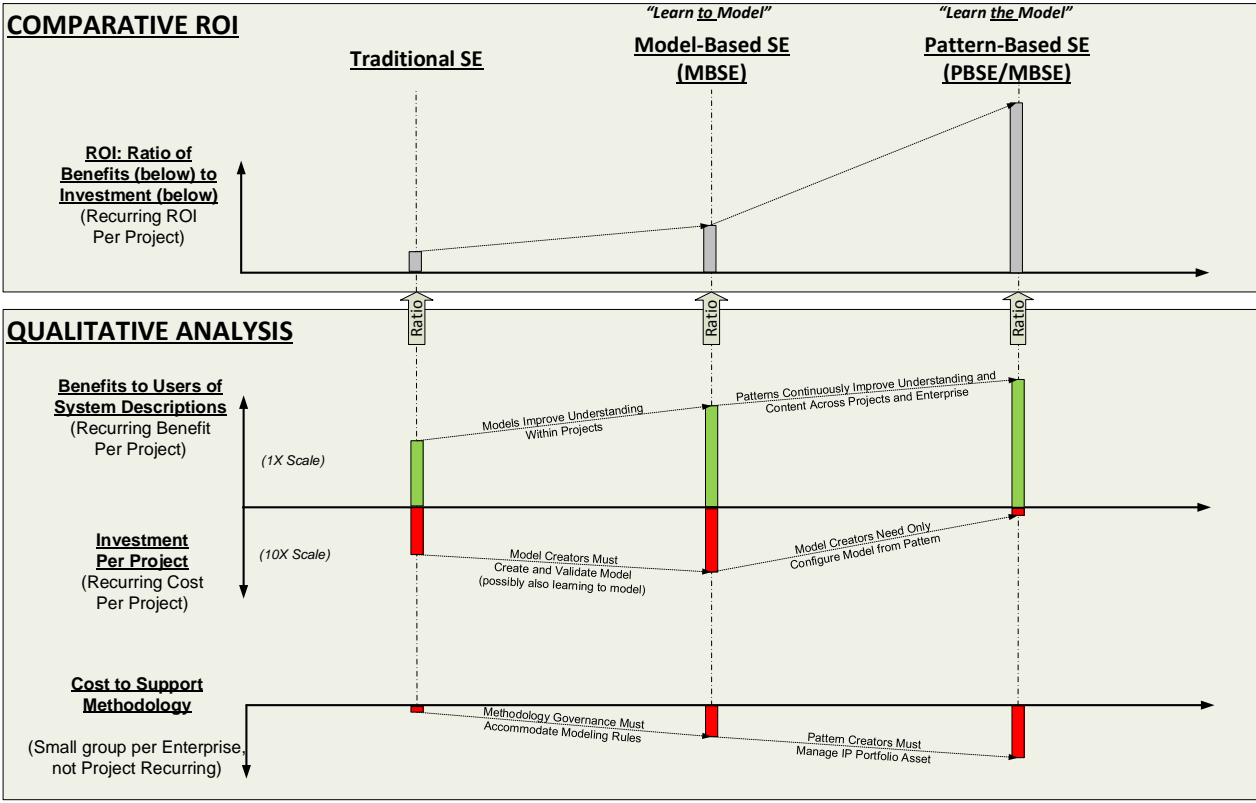 COMPARATIVE ROI
"Learn to Model"
"Learn the Model"
Traditional SE
Model-Based SE
(MBSE)
Pattern-Based SE
(PBSE/MBSE)
ROI: Ratio of
Benefits (below) to
Investment (below)
(Recurring ROI
Per Project)
Ratio
Ratio
Ratio
QUALITATIVE ANALYSIS
Benefits to Users of
System Descriptions
(Recurring Benefit
Per Project)
(1X Scale)
Models Improve Understanding
Within Projects
Patterns Continuously Improve Understanding and
Content Across Projects and Enterprise
Investment
Per Project
(Recurring Cost
Per Project)
(10X Scale)
Model Creators Must
Create and Validate Model
(possibly also learning to model)
Model Creators Need Only
Configure Model from Pattern
Cost to Support
Methodology
(Small group per Enterprise,
not Project Recurring)
Methodology Governance Must
Accommodate Modeling Rules
Pattern Creators Must
Manage IP Portfolio Asset